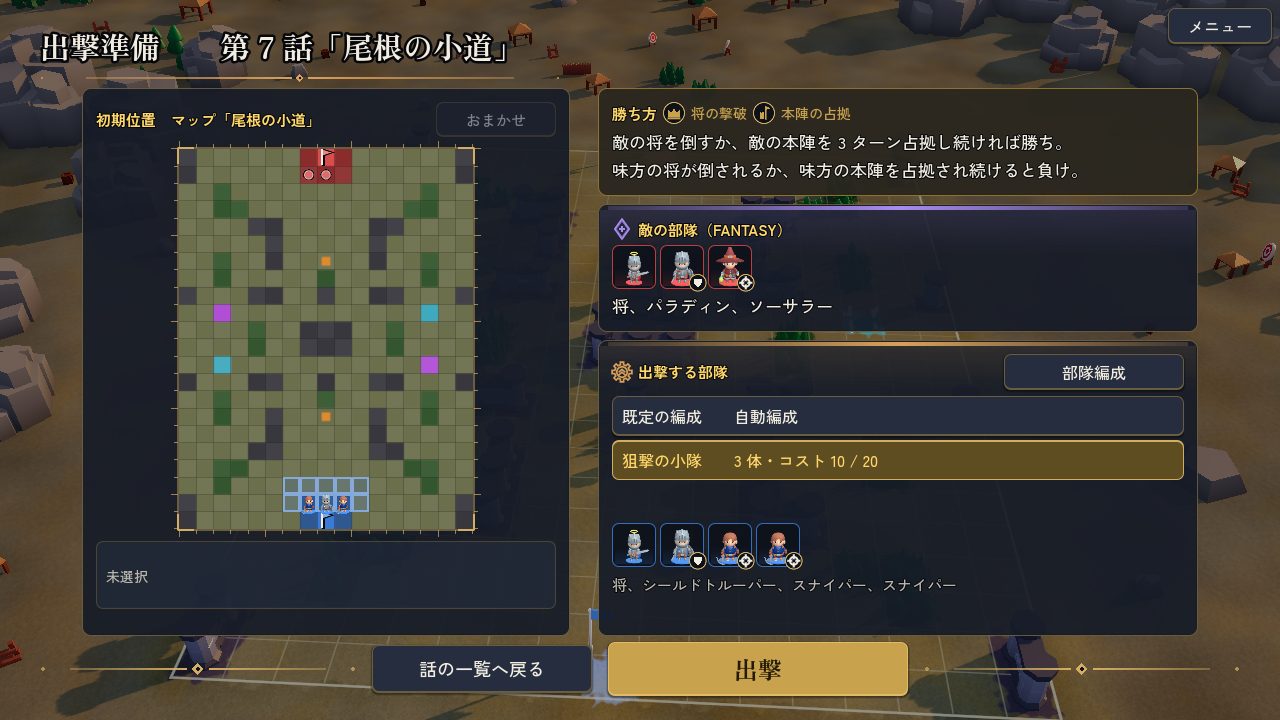 出撃準備　　第 7 話「尾根の小道」
メニュー
初期位置　マップ「尾根の小道」
おまかせ
未選択
勝ち方 将の撃破 本陣の占拠
敵の将を倒すか、敵の本陣を 3 ターン占拠し続ければ勝ち。
味方の将が倒されるか、味方の本陣を占拠され続けると負け。
敵の部隊（FANTASY）
将、パラディン、ソーサラー
出撃する部隊
部隊編成
既定の編成　　自動編成
狙撃の小隊　　3 体・コスト 10 / 20
将、シールドトルーパー、スナイパー、スナイパー
話の一覧へ戻る
出撃